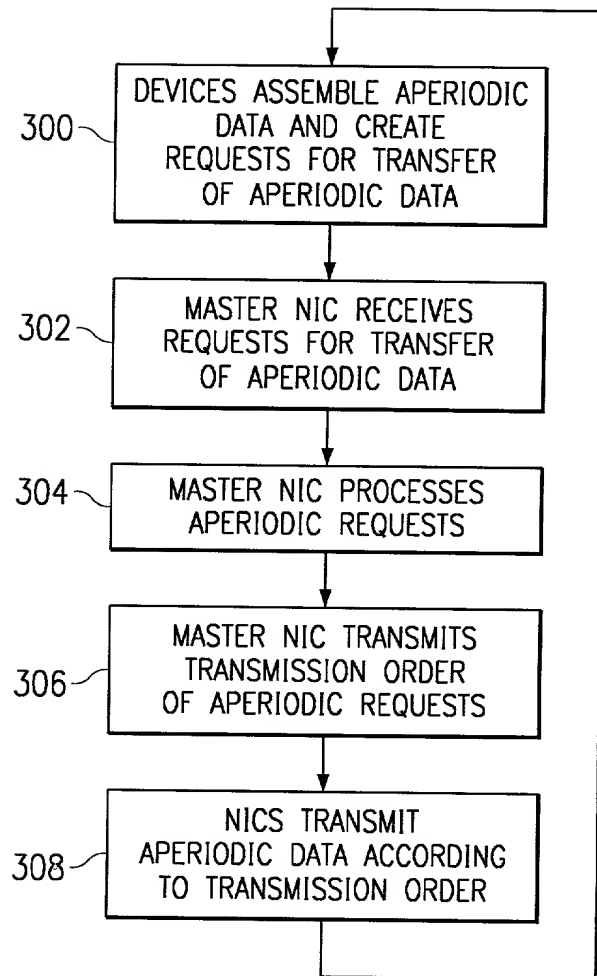 300
DEVICES ASSEMBLE APERIODIC
DATA AND CREATE
REQUESTS FOR TRANSFER
OF APERIODIC DATA
302
MASTER NIC RECEIVES
REQUESTS FOR TRANSFER
OF APERIODIC DATA
304
MASTER NIC PROCESSES
APERIODIC REQUESTS
306
MASTER NIC TRANSMITS
TRANSMISSION ORDER
OF APERIODIC REQUESTS
308
NICS TRANSMIT
APERIODIC DATA ACCORDING
TO TRANSMISSION ORDER